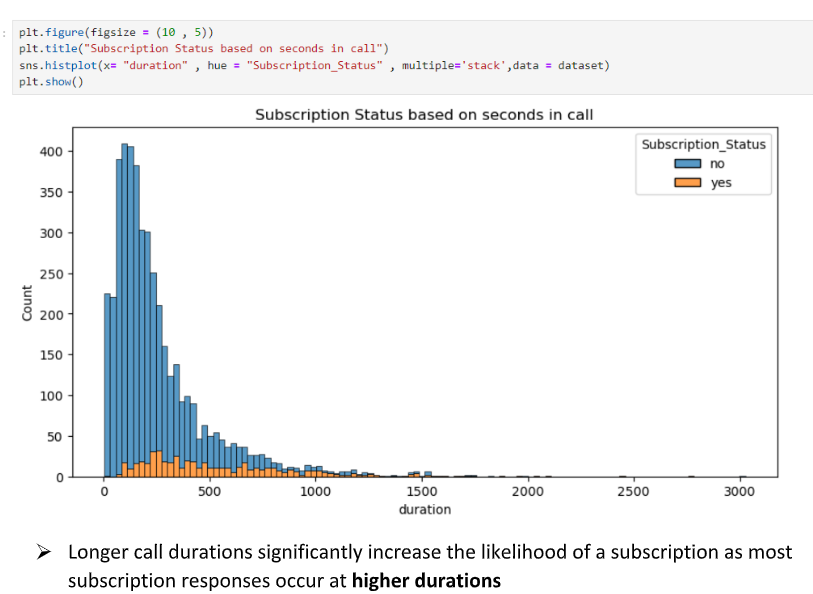 :
plt.figure(figsize = (10 , 5))
plt.title("Subscription Status based on seconds in call")
sns.histplot(x= "duration" , hue = "Subscription_Status" , multiple='stack',data = dataset)
plt.show()
Subscription Status based on seconds in call
Subscription_Status
no
yes
400
350
300
250
200
150
100
50
0
Count
0 500 1000 1500 2000 2500 3000
duration
➢ Longer call durations significantly increase the likelihood of a subscription as most
subscription responses occur at higher durations